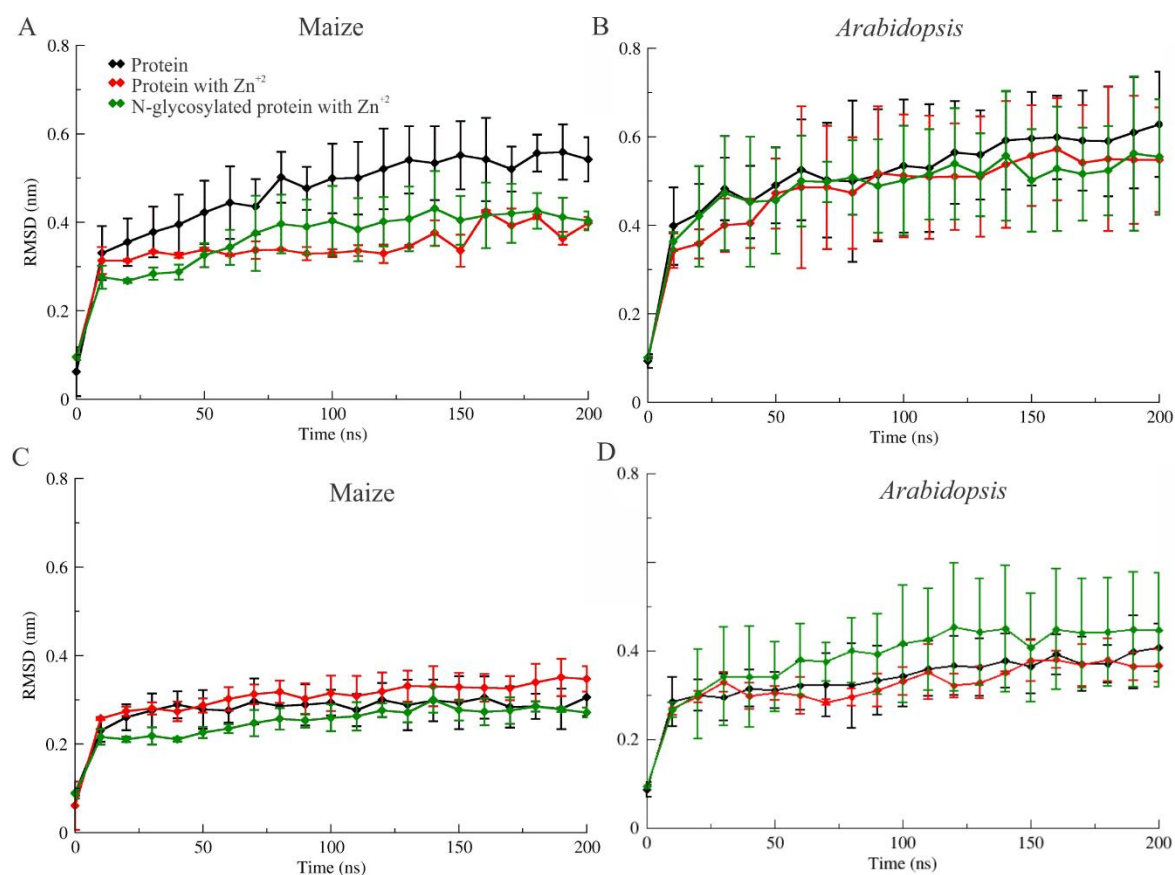 A
Maize
0.8
0.6
0.4
0.2
0
RMSD (nm)
Protein
Protein with Zn⁺²
N-glycosylated protein with Zn⁺²
0
50
100
150
200
Time (ns)
B
Arabidopsis
0.8
0.6
0.4
0.2
0
0
50
100
150
200
Time (ns)
C
Maize
0.8
0.6
0.4
0.2
0
RMSD (nm)
0
50
100
150
200
Time (ns)
D
Arabidopsis
0.8
0.6
0.4
0.2
0
0
50
100
150
200
Time (ns)